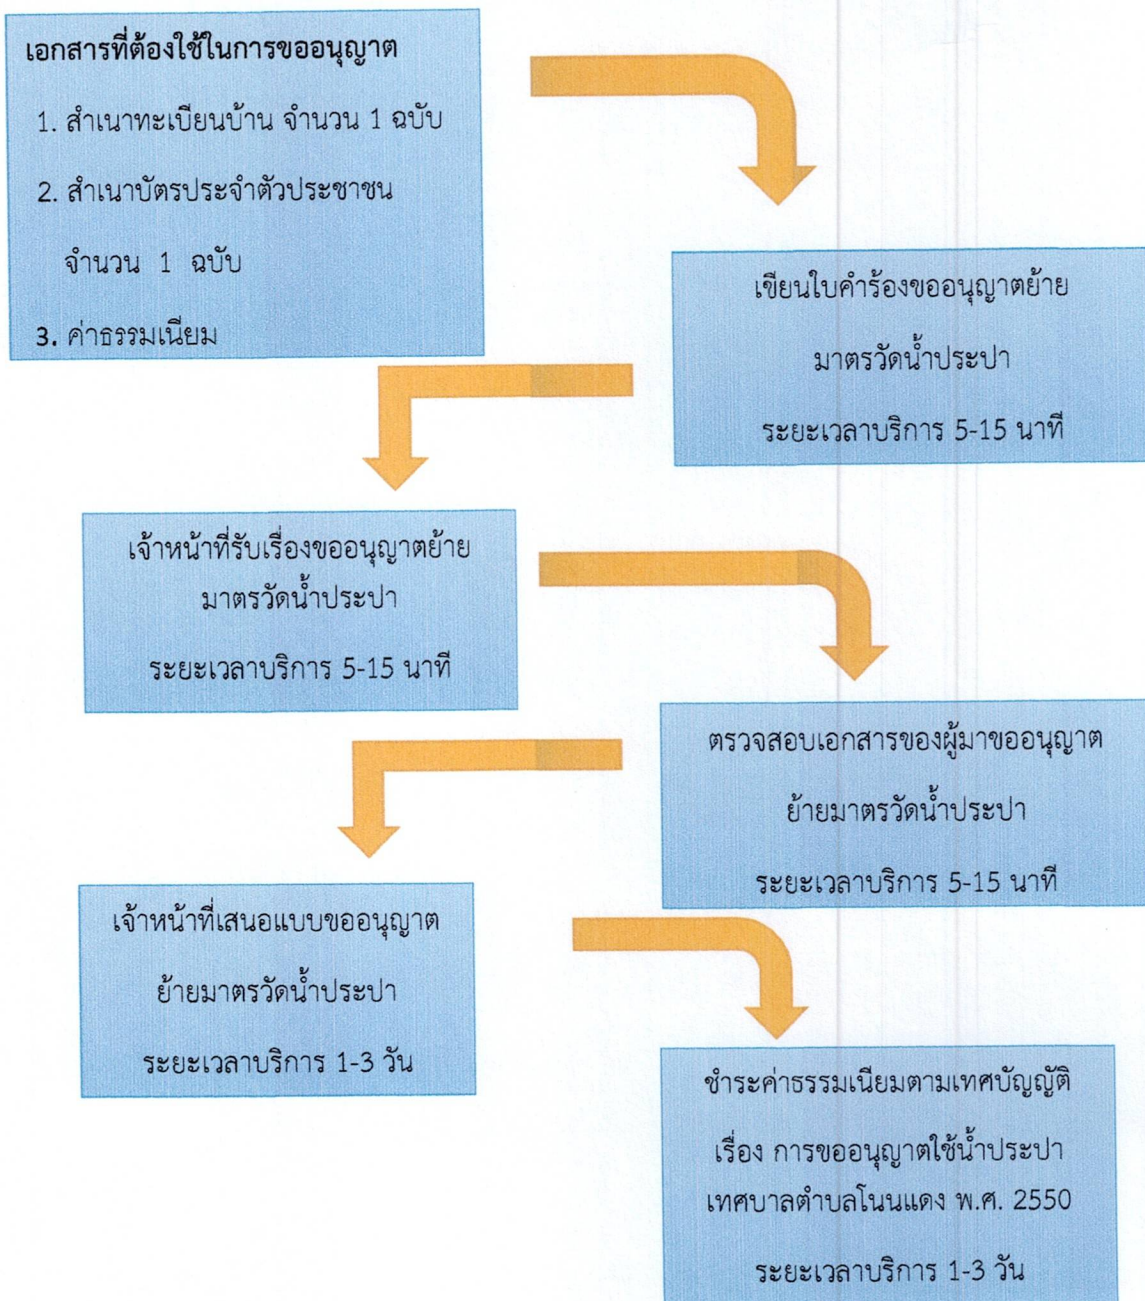 เอกสารที่ต้องใช้ในการขออนุญาต
1. สำเนาทะเบียนบ้าน จำนวน 1 ฉบับ
2. สำเนาบัตรประจำตัวประชาชน
จำนวน 1 ฉบับ
3. ค่าธรรมเนียม
เขียนใบคำร้องขออนุญาตย้าย
มาตรวัดน้ำประปา
ระยะเวลาบริการ 5-15 นาที
เจ้าหน้าที่รับเรื่องขออนุญาตย้าย
มาตรวัดน้ำประปา
ระยะเวลาบริการ 5-15 นาที
ตรวจสอบเอกสารของผู้มาขออนุญาต
ย้ายมาตรวัดน้ำประปา
ระยะเวลาบริการ 5-15 นาที
เจ้าหน้าที่เสนอแบบขออนุญาต
ย้ายมาตรวัดน้ำประปา
ระยะเวลาบริการ 1-3 วัน
ชำระค่าธรรมเนียมตามเทศบัญญัติ
เรื่อง การขออนุญาตใช้น้ำประปา
เทศบาลตำบลโนนแดง พ.ศ. 2550
ระยะเวลาบริการ 1-3 วัน